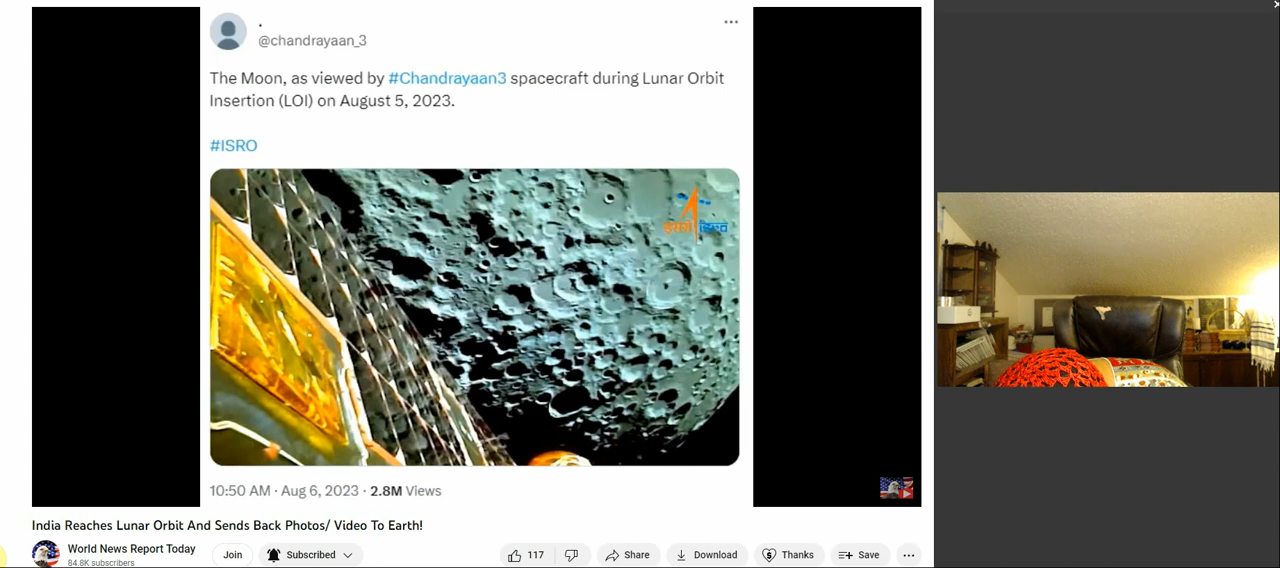 .
@chandrayaan_3
The Moon, as viewed by #Chandrayaan3 spacecraft during Lunar Orbit
Insertion (LOI) on August 5, 2023.
#ISRO
इसरो isro
10:50 AM · Aug 6, 2023 · 2.8M Views
India Reaches Lunar Orbit And Sends Back Photos/ Video To Earth!
World News Report Today
84.8K subscribers
Join
Subscribed
117
Share
Download
Thanks
Save